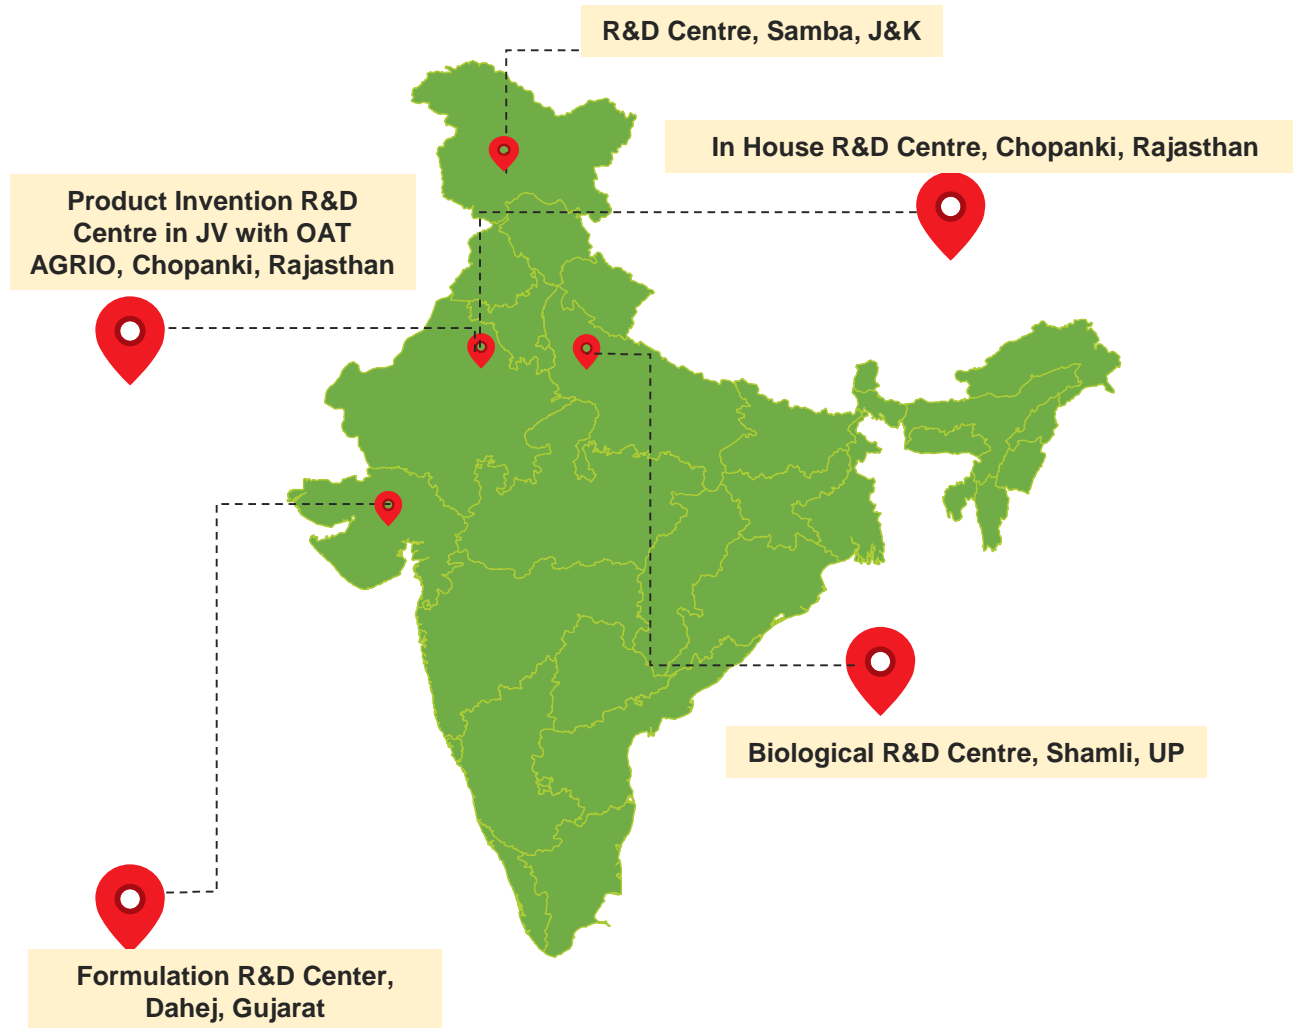 R&D Centre, Samba, J&K
In House R&D Centre, Chopanki, Rajasthan
Product Invention R&D
Centre in JV with OAT
AGRIO, Chopanki, Rajasthan
Biological R&D Centre, Shamli, UP
Formulation R&D Center,
Dahej, Gujarat